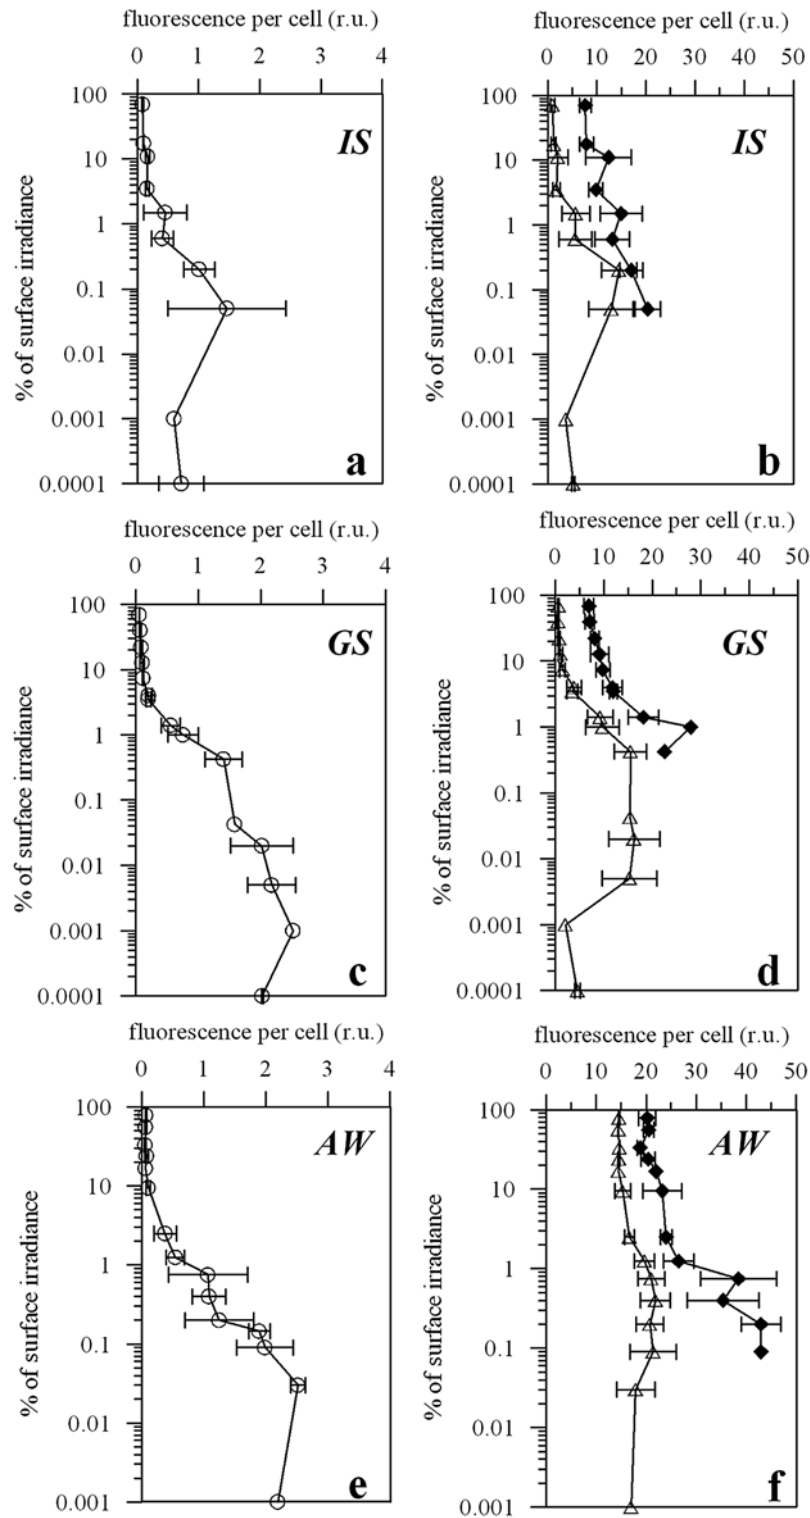 fluorescence per cell (r.u.)
0 1 2 3 4
100
10
1
0.1
0.01
0.001
0.0001
% of surface irradiance
IS
a
fluorescence per cell (r.u.)
0 10 20 30 40 50
100
10
1
0.1
0.01
0.001
0.0001
% of surface irradiance
IS
b
fluorescence per cell (r.u.)
0 1 2 3 4
100
10
1
0.1
0.01
0.001
0.0001
% of surface irradiance
GS
c
fluorescence per cell (r.u.)
0 10 20 30 40 50
100
10
1
0.1
0.01
0.001
0.0001
% of surface irradiance
GS
d
fluorescence per cell (r.u.)
0 1 2 3 4
100
10
1
0.1
0.01
0.001
% of surface irradiance
AW
e
fluorescence per cell (r.u.)
0 10 20 30 40 50
100
10
1
0.1
0.01
0.001
% of surface irradiance
AW
f